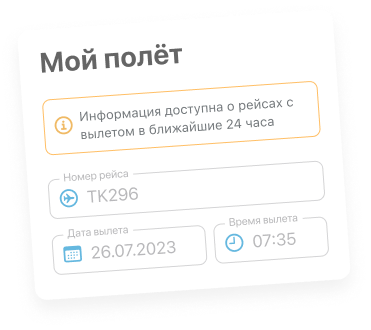 Мой полёт
Информация доступна о рейсах с
вылетом в ближайшие 24 часа
Номер рейса
TK296
Дата вылета
26.07.2023
Время вылета
07:35